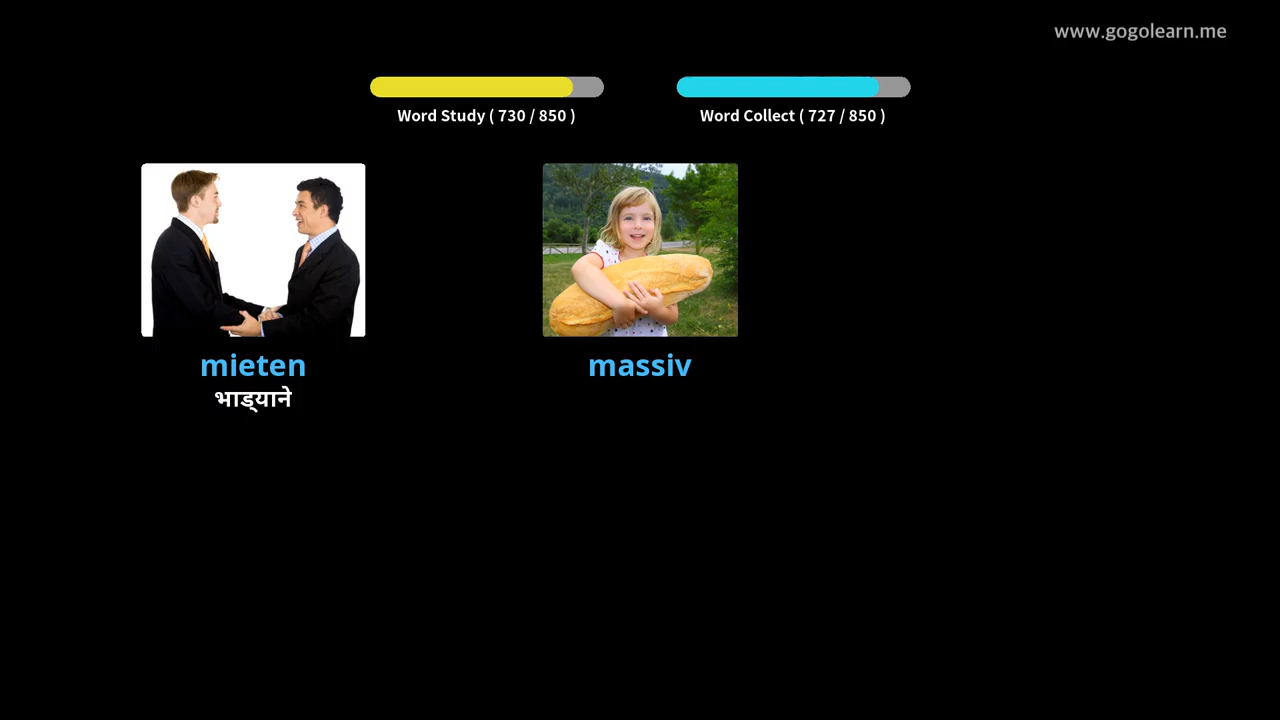 www.gogolearn.me
Word Study ( 730 / 850 )
Word Collect ( 727 / 850 )
mieten
भाड्याने
massiv